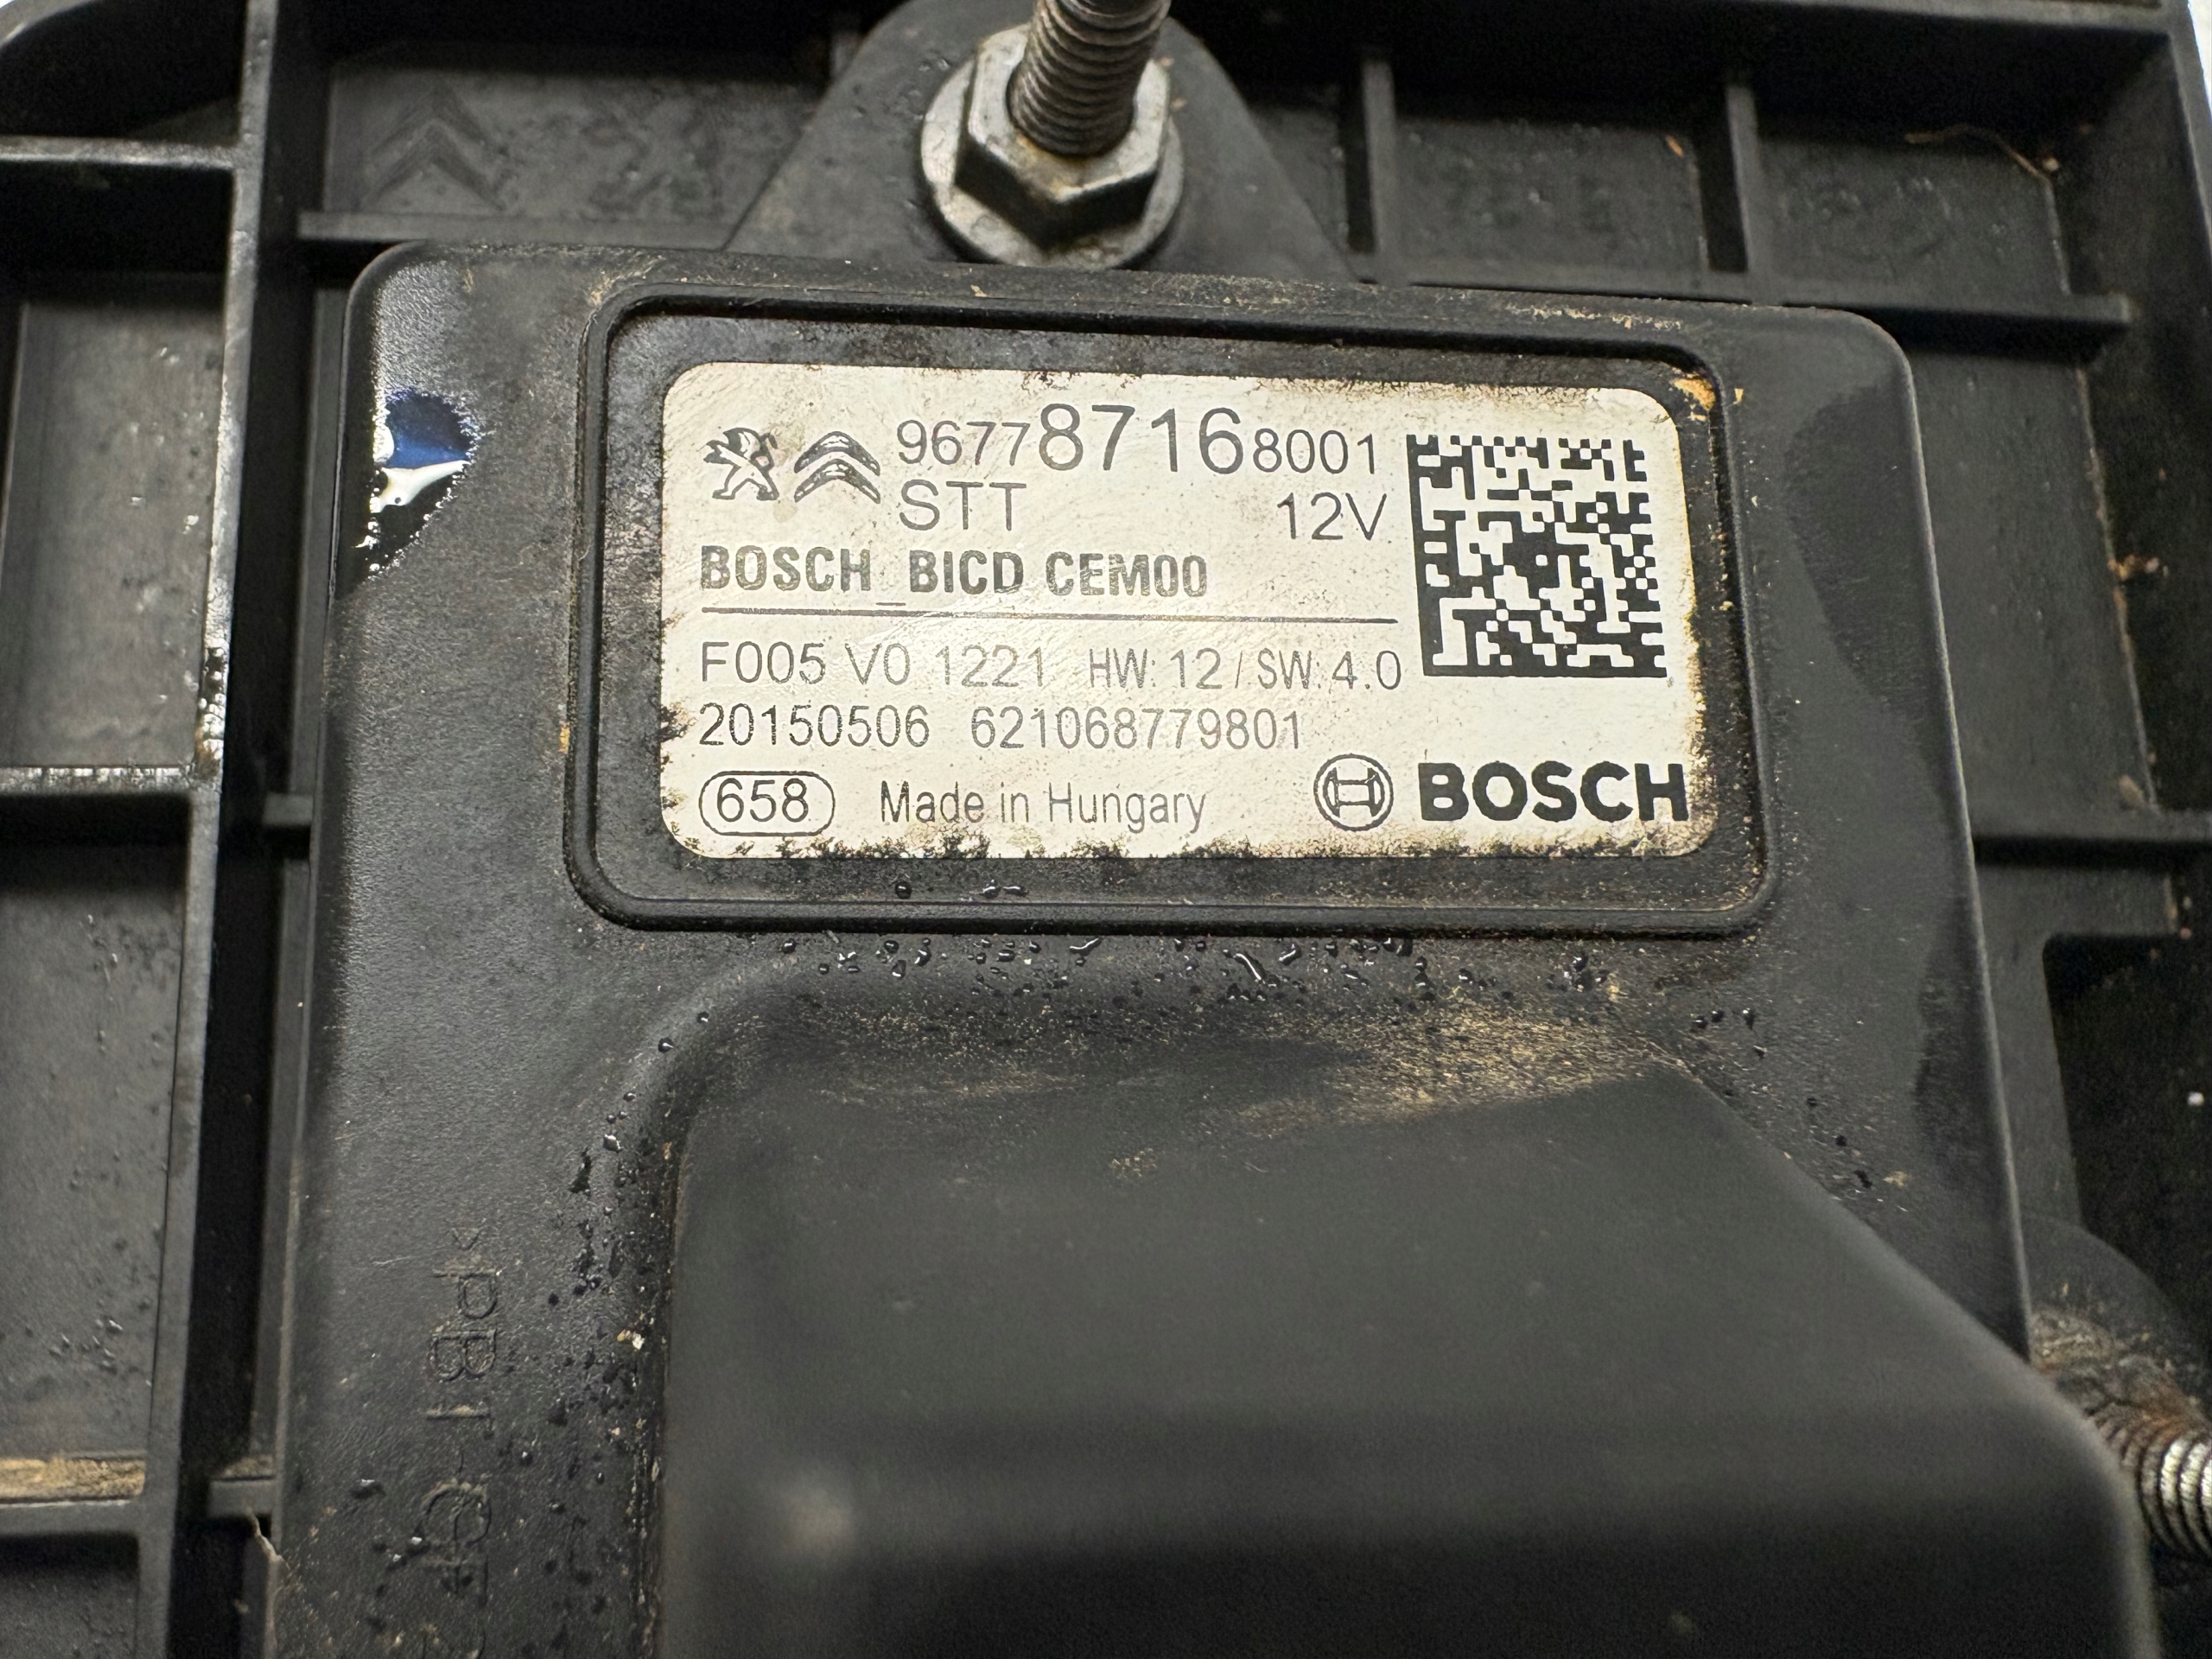 96778716 8001
STT 12V
BOSCH_BICD CEM00
F005 V0 1221 HW: 12 / SW: 4.0
20150506 621068779801
658 Made in Hungary BOSCH